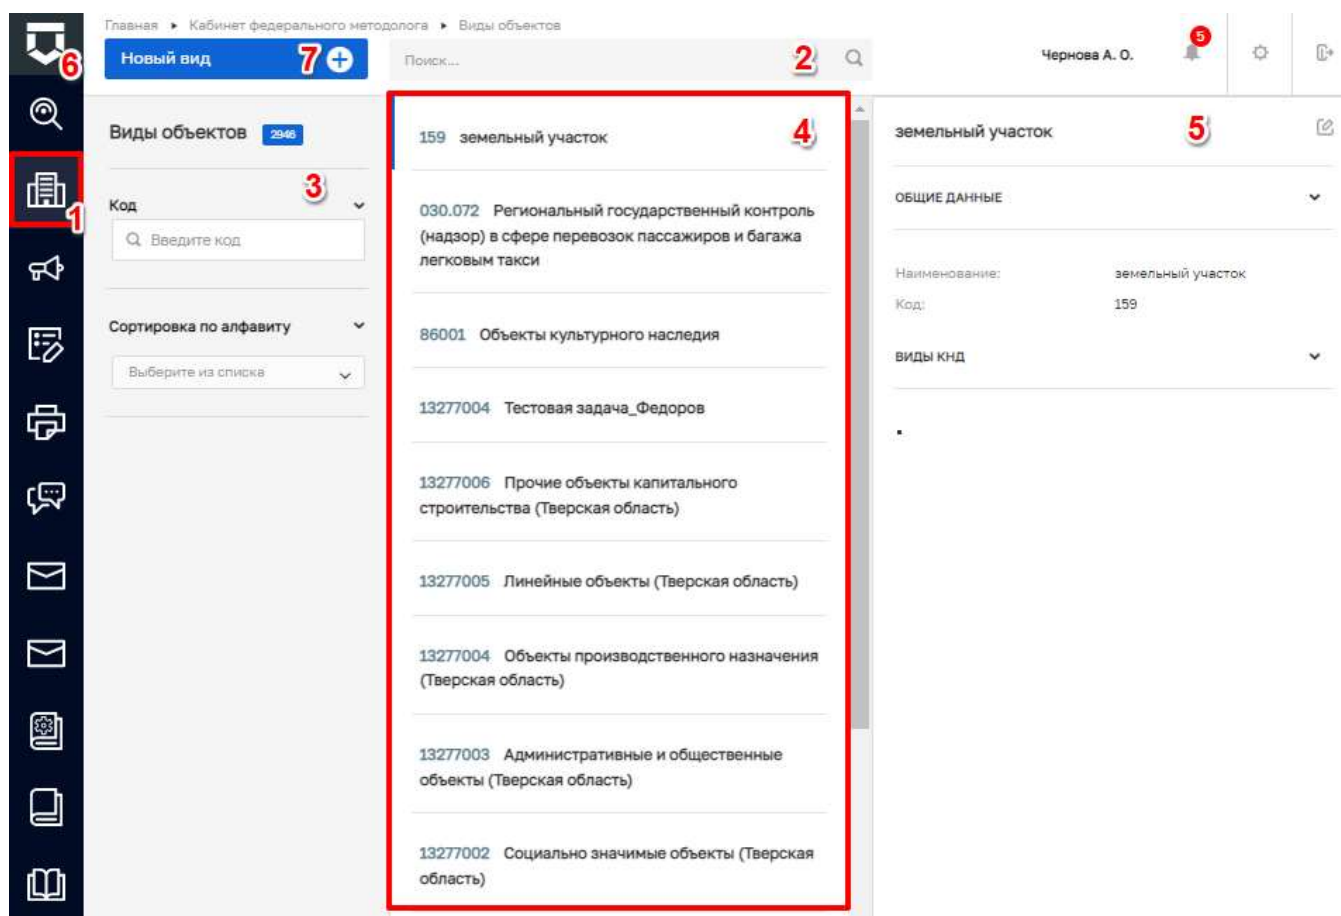 Главная ▸ Кабинет федерального методолога ▸ Виды объектов
6
Новый вид 7
Поиск... 2
Чернова А. О.
5
1
Виды объектов 2946
3
Код
Введите код
Сортировка по алфавиту
Выберите из списка
4
159 земельный участок
030.072 Региональный государственный контроль
(надзор) в сфере перевозок пассажиров и багажа
легковым такси
86001 Объекты культурного наследия
13277004 Тестовая задача_Федоров
13277006 Прочие объекты капитального
строительства (Тверская область)
13277005 Линейные объекты (Тверская область)
13277004 Объекты производственного назначения
(Тверская область)
13277003 Административные и общественные
объекты (Тверская область)
13277002 Социально значимые объекты (Тверская
область)
земельный участок 5
ОБЩИЕ ДАННЫЕ
Наименование: земельный участок
Код: 159
ВИДЫ КНД